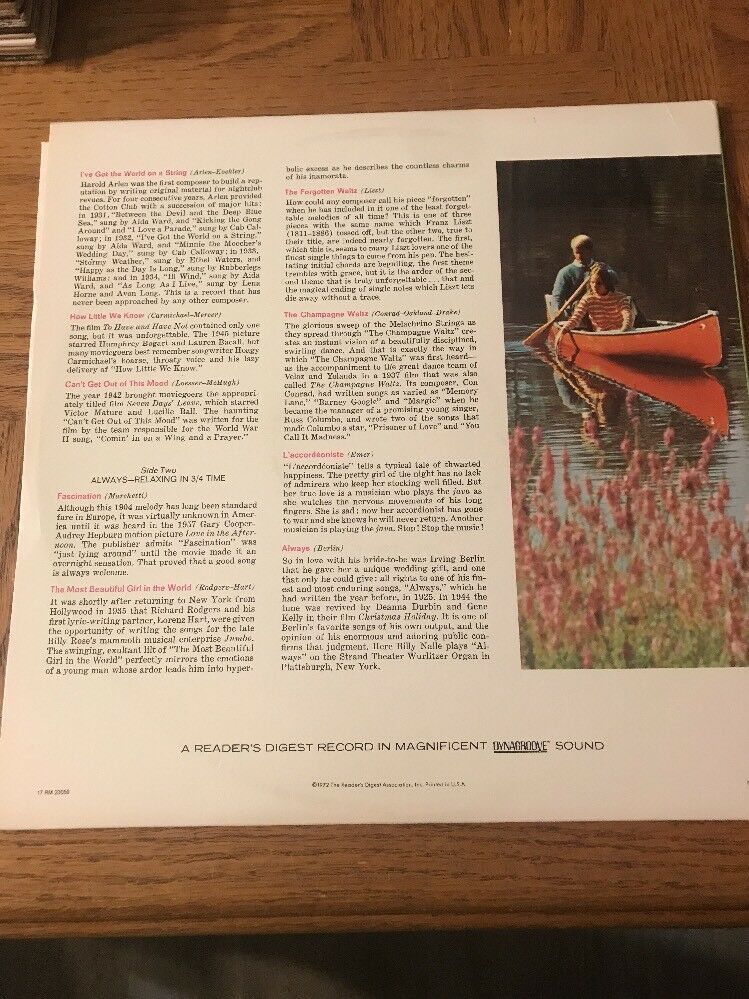 I've Got the World on a String (Arlen-Koehler)
Harold Arlen was the first composer to build a rep-
utation by writing original material for nightclub
revues. For four consecutive years, Arlen provided
the Cotton Club with a succession of major hits:
in 1931, "Between the Devil and the Deep Blue
Sea," sung by Aida Ward, and "Kicking the Gong
Around" and "I Love a Parade," sung by Cab Cal-
loway; in 1932, "I've Got the World on a String,"
sung by Aida Ward, and "Minnie the Moocher's
Wedding Day," sung by Cab Calloway; in 1933,
"Stormy Weather," sung by Ethel Waters, and
"Happy as the Day Is Long," sung by Rubberlegs
Williams; and in 1934, "Ill Wind," sung by Aida
Ward, and "As Long As I Live," sung by Lena
Horne and Avon Long. This is a record that has
never been approached by any other composer.
How Little We Know (Carmichael-Mercer)
The film To Have and Have Not contained only one
song, but it was unforgettable. The 1945 picture
starred Humphrey Bogart and Lauren Bacall, but
many moviegoers best remember songwriter Hoagy
Carmichael's hoarse, throaty voice and his lazy
delivery of "How Little We Know."
Can't Get Out of This Mood (Loesser-McHugh)
The year 1942 brought moviegoers the appropri-
ately titled film Seven Days' Leave, which starred
Victor Mature and Lucille Ball. The haunting
"Can't Get Out of This Mood" was written for the
film by the team responsible for the World War
II song, "Comin' in on a Wing and a Prayer."
Side Two
ALWAYS—RELAXING IN 3/4 TIME
Fascination (Marchetti)
Although this 1904 melody has long been standard
fare in Europe, it was virtually unknown in Amer-
ica until it was heard in the 1957 Gary Cooper-
Audrey Hepburn motion picture Love in the After-
noon. The publisher admits "Fascination" was
"just lying around" until the movie made it an
overnight sensation. That proved that a good song
is always welcome.
The Most Beautiful Girl in the World (Rodgers-Hart)
It was shortly after returning to New York from
Hollywood in 1935 that Richard Rodgers and his
first lyric-writing partner, Lorenz Hart, were given
the opportunity of writing the songs for the late
Billy Rose's mammoth musical enterprise Jumbo.
The swinging, exultant lilt of "The Most Beautiful
Girl in the World" perfectly mirrors the emotions
of a young man whose ardor leads him into hyper-
bolic excess as he describes the countless charms
of his inamorata.
The Forgotten Waltz (Liszt)
How could any composer call his piece "forgotten"
when he has included in it one of the least forget-
table melodies of all time? This is one of three
pieces with the same name which Franz Liszt
(1811-1886) tossed off, but the other two, true to
their title, are indeed nearly forgotten. The first,
which this is, seems to many Liszt lovers one of the
finest single things to come from his pen. The hesi-
tating initial chords are beguiling, the first theme
trembles with grace, but it is the ardor of the sec-
ond theme that is truly unforgettable . . . that and
the magical ending of single notes which Liszt lets
die away without a trace.
The Champagne Waltz (Conrad-Oakland-Drake)
The glorious sweep of the Melachrino Strings as
they spread through "The Champagne Waltz" cre-
ates an instant vision of a beautifully disciplined,
swirling dance. And that is exactly the way in
which "The Champagne Waltz" was first heard—
as the accompaniment to the great dance team of
Veloz and Yolanda in a 1937 film that was also
called The Champagne Waltz. Its composer, Con
Conrad, had written songs as varied as "Memory
Lane," "Barney Google" and "Margie" when he
became the manager of a promising young singer,
Russ Columbo, and wrote two of the songs that
made Columbo a star, "Prisoner of Love" and "You
Call It Madness."
L'accordéoniste (Emer)
"L'accordéoniste" tells a typical tale of thwarted
happiness. The pretty girl of the night has no lack
of admirers who keep her stocking well filled. But
her true love is a musician who plays the java as
she watches the nervous movements of his long
fingers. She is sad; now her accordionist has gone
to war and she knows he will never return. Another
musician is playing the java. Stop! Stop the music!
Always (Berlin)
So in love with his bride-to-be was Irving Berlin
that he gave her a unique wedding gift, and one
that only he could give: all rights to one of his fin-
est and most enduring songs, "Always," which he
had written the year before, in 1925. In 1944 the
tune was revived by Deanna Durbin and Gene
Kelly in their film Christmas Holiday. It is one of
Berlin's favorite songs of his own output, and the
opinion of his enormous and adoring public con-
firms that judgment. Here Billy Nalle plays "Al-
ways" on the Strand Theater Wurlitzer Organ in
Plattsburgh, New York.
A READER'S DIGEST RECORD IN MAGNIFICENT DYNAGROOVE™ SOUND
©1972 The Reader's Digest Association, Inc. Printed in U.S.A.
17 RM